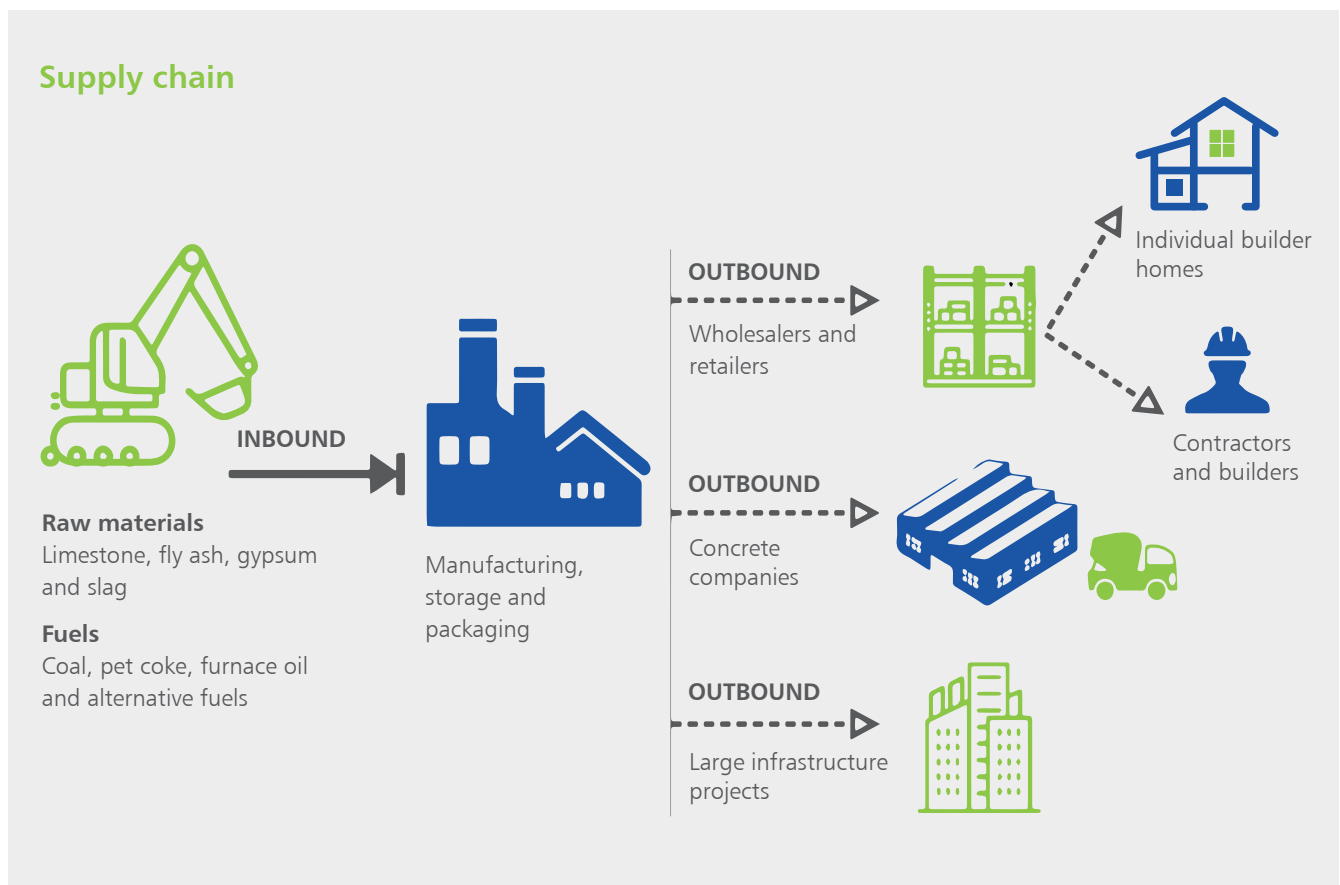 Supply chain
INBOUND
Raw materials
Limestone, fly ash, gypsum
and slag
Fuels
Coal, pet coke, furnace oil
and alternative fuels
Manufacturing,
storage and
packaging
OUTBOUND
Wholesalers and
retailers
Individual builder
homes
Contractors
and builders
OUTBOUND
Concrete
companies
OUTBOUND
Large infrastructure
projects